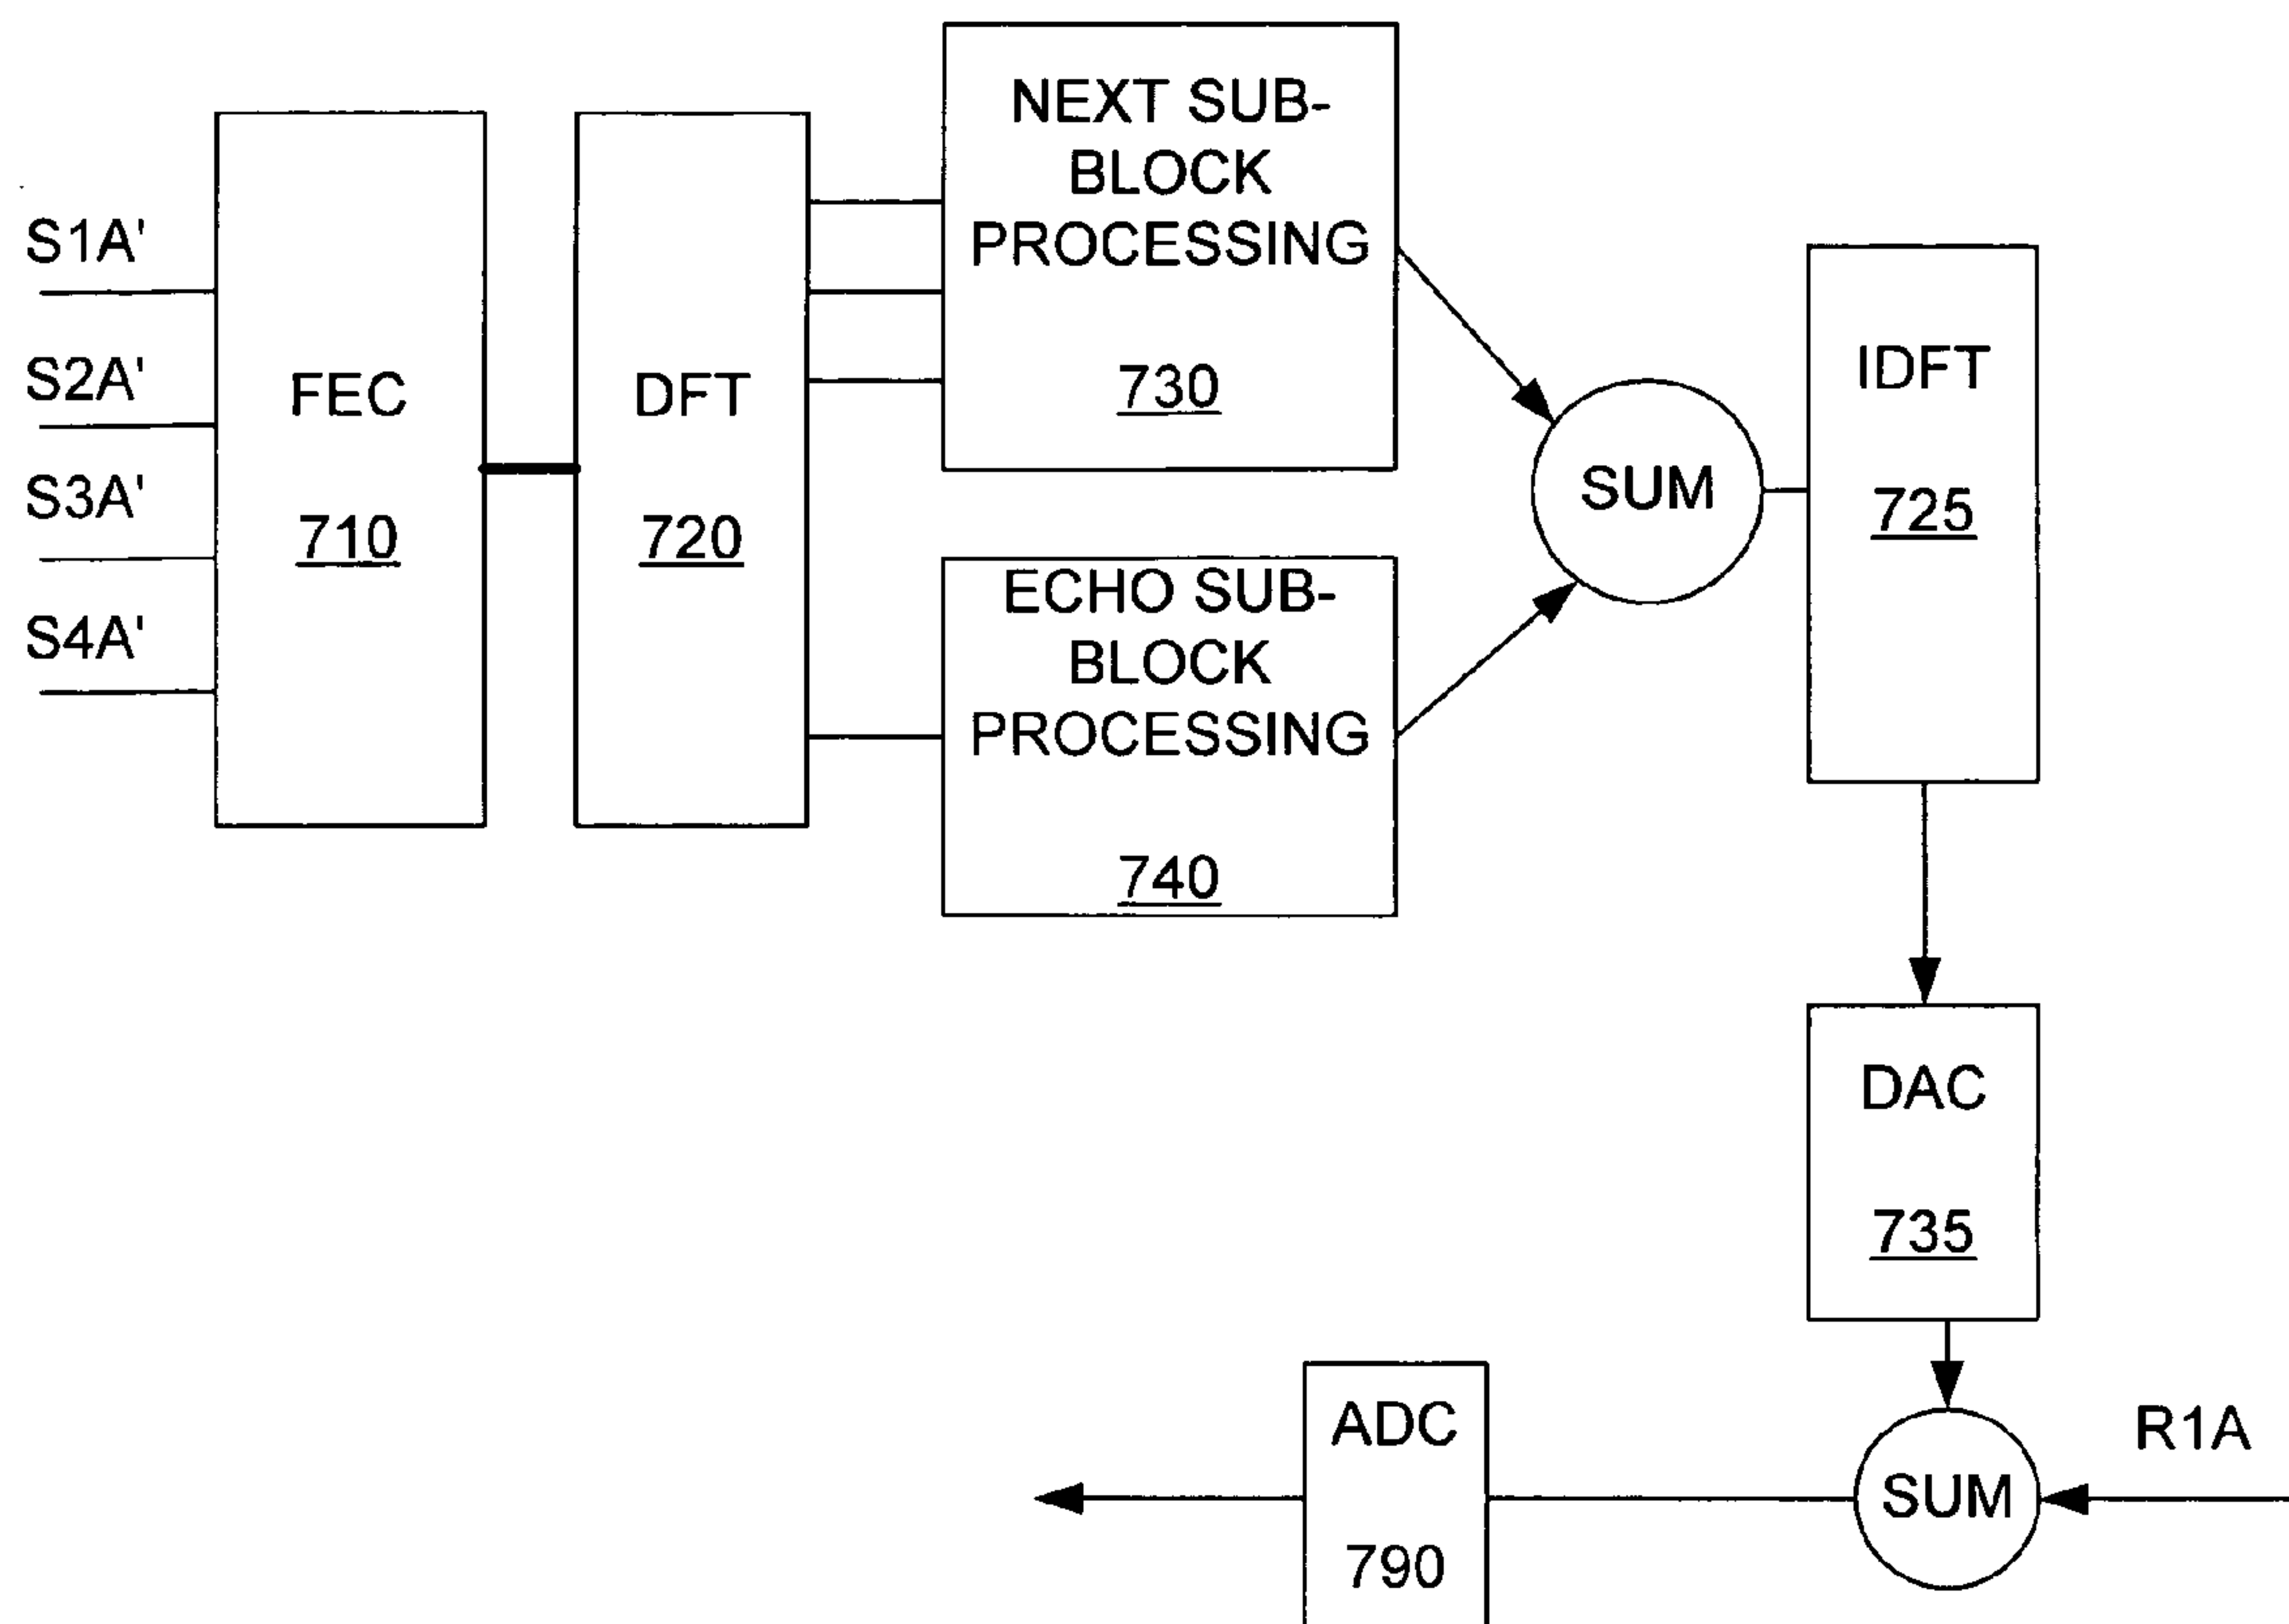 S1A'
S2A'
S3A'
S4A'
FEC
710
DFT
720
NEXT SUB-
BLOCK
PROCESSING
730
ECHO SUB-
BLOCK
PROCESSING
740
SUM
IDFT
725
DAC
735
ADC
790
SUM
R1A